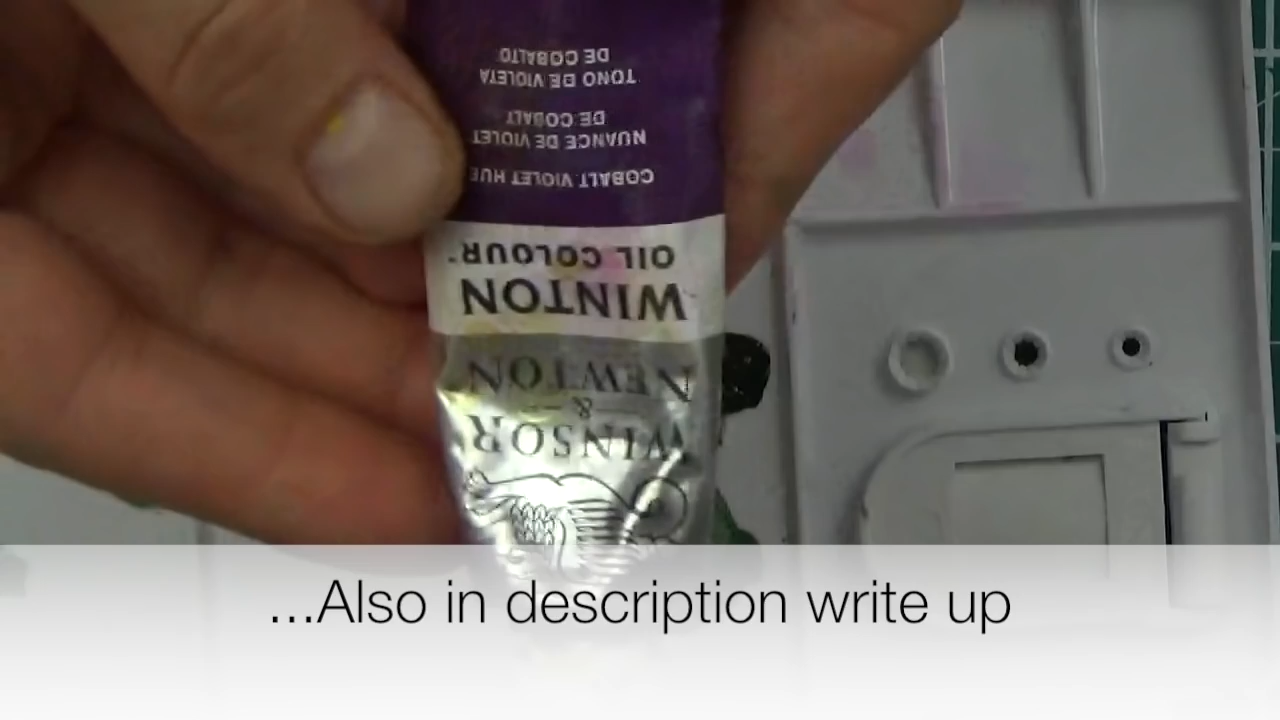 WINSOR
&
NEWTON
WINTON
OIL COLOUR™
COBALT VIOLET HUE
NUANCE DE VIOLET
DE COBALT
TONO DE VIOLETA
DE COBALTO
...Also in description write up